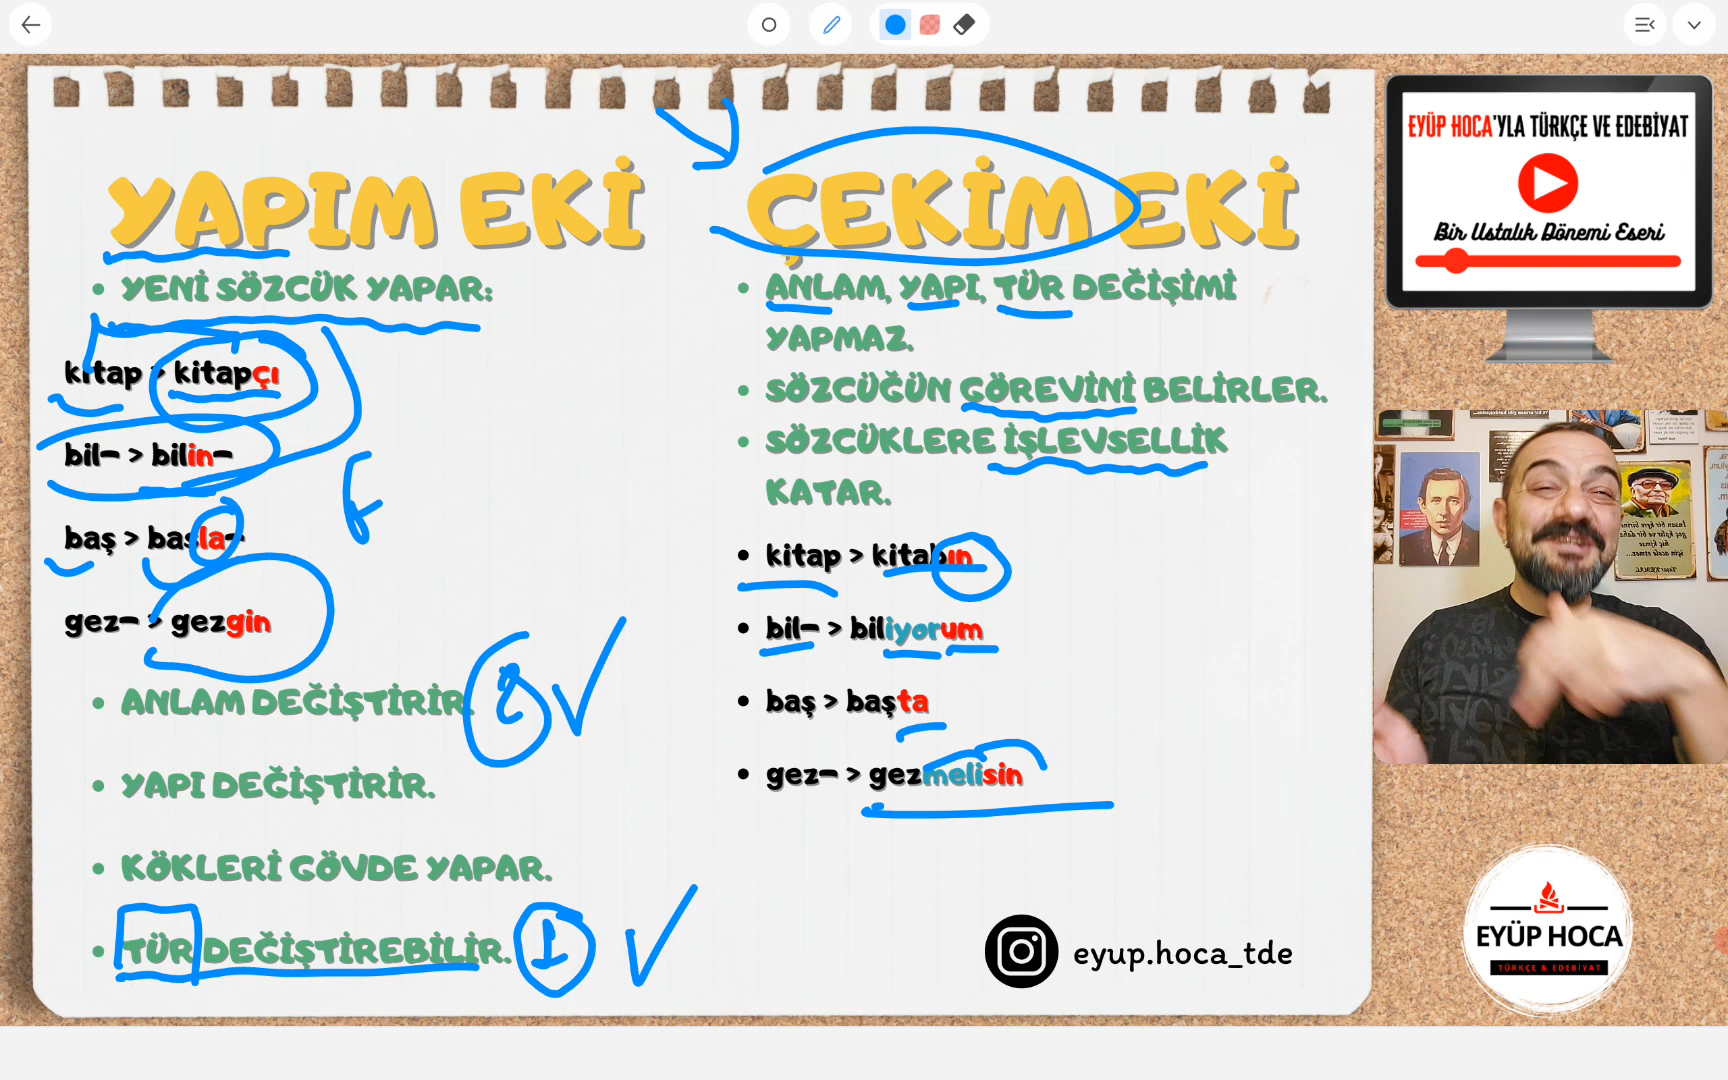 YAPIM EKİ
YENİ SÖZCÜK YAPAR:
kitap > kitapçı
bil- > bilin-
baş > başla-
gez- > gezgin
ANLAM DEĞİŞTİRİR.
YAPI DEĞİŞTİRİR.
KÖKLERİ GÖVDE YAPAR.
TÜR DEĞİŞTİREBİLİR.
ÇEKİM EKİ
ANLAM, YAPI, TÜR DEĞİŞİMİ
YAPMAZ.
SÖZCÜĞÜN GÖREVİNİ BELİRLER.
SÖZCÜKLERE İŞLEVSELLİK
KATAR.
kitap > kitabın
bil- > biliyorum
baş > başta
gez- > gezmelisin
eyup.hoca_tde
EYÜP HOCA'YLA TÜRKÇE VE EDEBİYAT
Bir Ustalık Dönemi Eseri
EYÜP HOCA
TÜRKÇE & EDEBİYAT